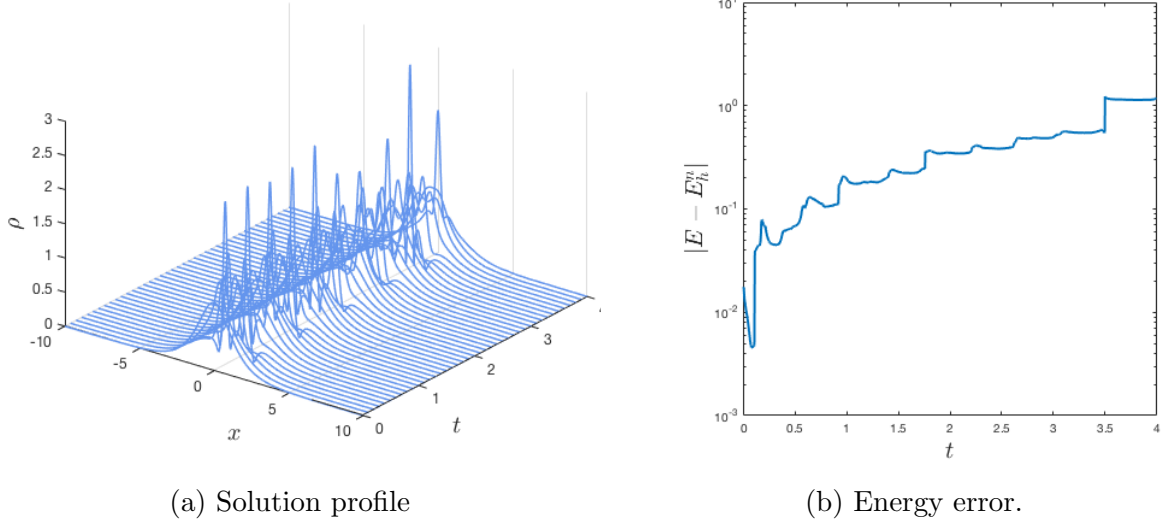 3
2.5
2
1.5
1
0.5
0
ρ
-10
-5
0
5
10
x
0
1
2
3
t
(a) Solution profile
10^1
10^0
10^{-1}
10^{-2}
10^{-3}
|E − E_h^n|
0 0.5 1 1.5 2 2.5 3 3.5 4
t
(b) Energy error.